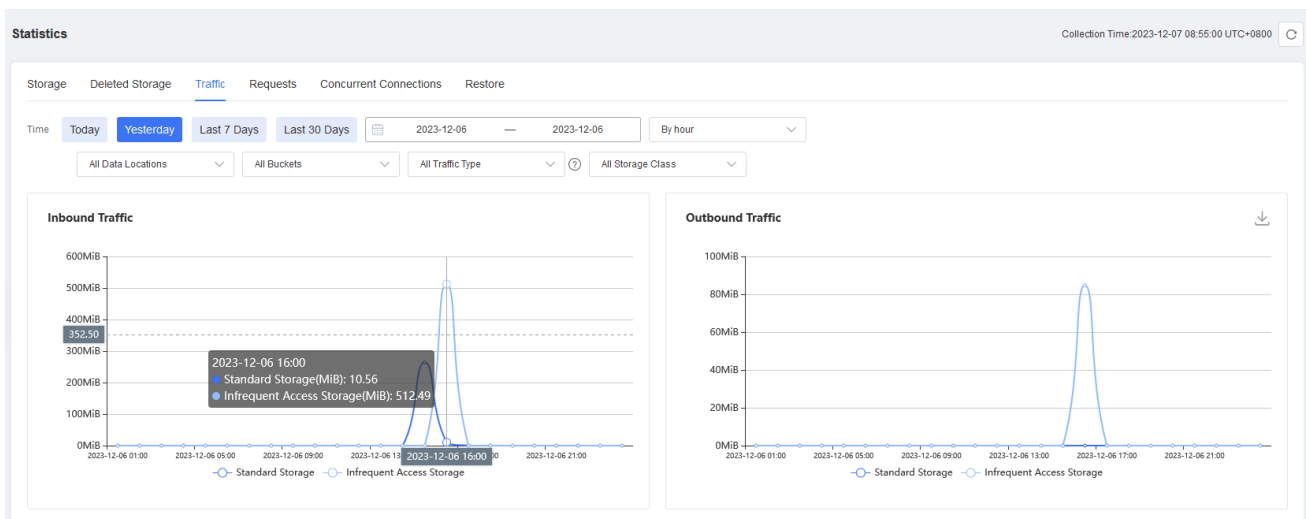 Statistics
Collection Time:2023-12-07 08:55:00 UTC+0800
Storage Deleted Storage Traffic Requests Concurrent Connections Restore
Time Today Yesterday Last 7 Days Last 30 Days 2023-12-06 — 2023-12-06 By hour
All Data Locations All Buckets All Traffic Type ? All Storage Class
Inbound Traffic
600MiB
500MiB
400MiB
352.50
300MiB
200MiB
100MiB
0MiB
2023-12-06 16:00
Standard Storage(MiB): 10.56
Infrequent Access Storage(MiB): 512.49
2023-12-06 01:00 2023-12-06 05:00 2023-12-06 09:00 2023-12-06 13 2023-12-06 16:00 2023-12-06 21:00
Standard Storage Infrequent Access Storage
Outbound Traffic
100MiB
80MiB
60MiB
40MiB
20MiB
0MiB
2023-12-06 01:00 2023-12-06 05:00 2023-12-06 09:00 2023-12-06 13:00 2023-12-06 17:00 2023-12-06 21:00
Standard Storage Infrequent Access Storage